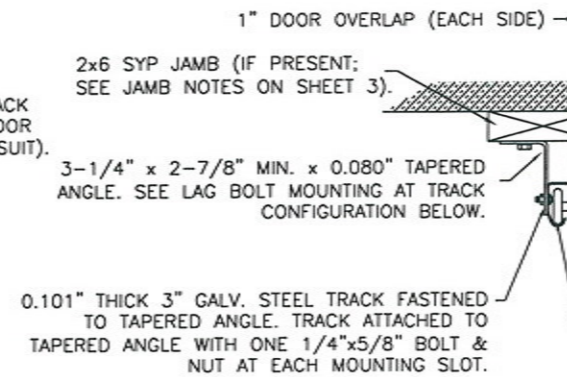 1" DOOR OVERLAP (EACH SIDE)
2x6 SYP JAMB (IF PRESENT;
SEE JAMB NOTES ON SHEET 3).
SUIT).
3-1/4" x 2-7/8" MIN. x 0.080" TAPERED
ANGLE. SEE LAG BOLT MOUNTING AT TRACK
CONFIGURATION BELOW.
0.101" THICK 3" GALV. STEEL TRACK FASTENED
TO TAPERED ANGLE. TRACK ATTACHED TO
TAPERED ANGLE WITH ONE 1/4"x5/8" BOLT &
NUT AT EACH MOUNTING SLOT.